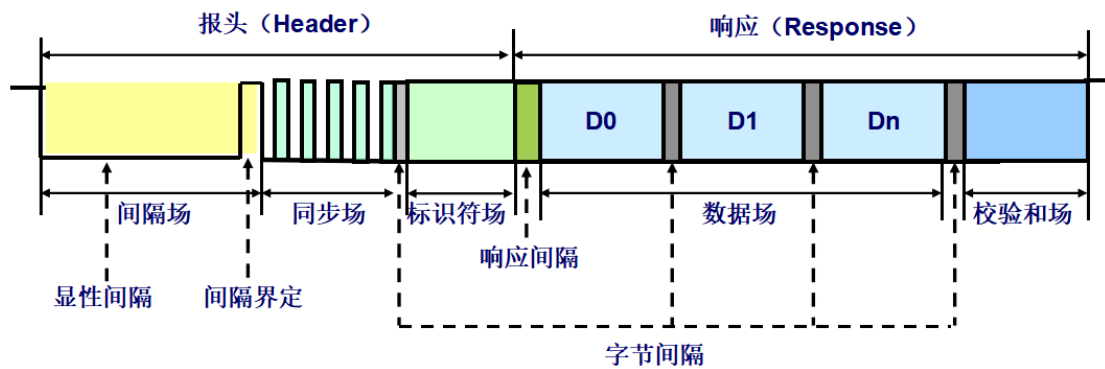 报头（Header）
响应（Response）
D0
D1
Dn
间隔场
同步场
标识符场
数据场
校验和场
响应间隔
显性间隔
间隔界定
字节间隔